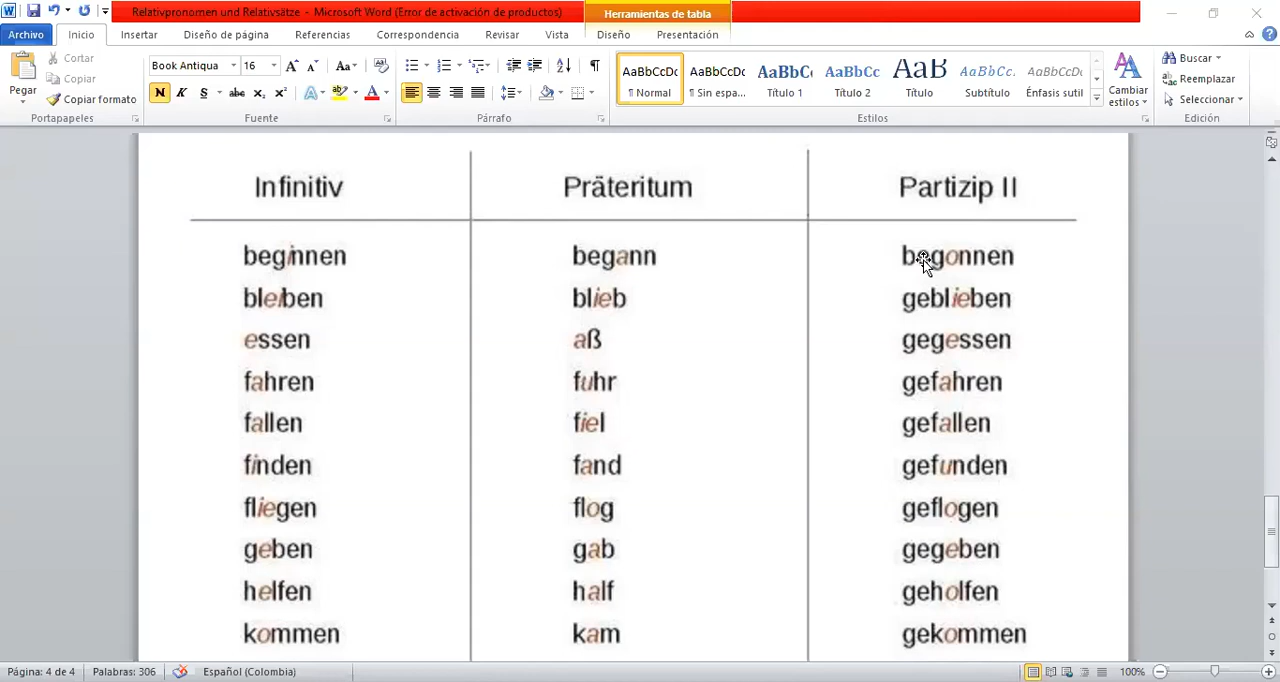 Relativpronomen und Relativsätze - Microsoft Word (Error de activación de productos)
Herramientas de tabla
Archivo Inicio Insertar Diseño de página Referencias Correspondencia Revisar Vista Diseño Presentación
Pegar
Cortar
Copiar
Copiar formato
Portapapeles
Book Antiqua 16
N K S abc x₂ x² A A
Fuente
Párrafo
AaBbCcDc AaBbCcDc AaBbC AaBbCc AaB AaBbCc. AaBbCcDc
¶ Normal ¶ Sin espa... Título 1 Título 2 Título Subtítulo Énfasis sutil
Cambiar estilos
Estilos
Buscar
Reemplazar
Seleccionar
Edición
Infinitiv Präteritum Partizip II
beginnen begann begonnen
bleiben blieb geblieben
essen aß gegessen
fahren fuhr gefahren
fallen fiel gefallen
finden fand gefunden
fliegen flog geflogen
geben gab gegeben
helfen half geholfen
kommen kam gekommen
Página: 4 de 4 Palabras: 306 Español (Colombia) 100%